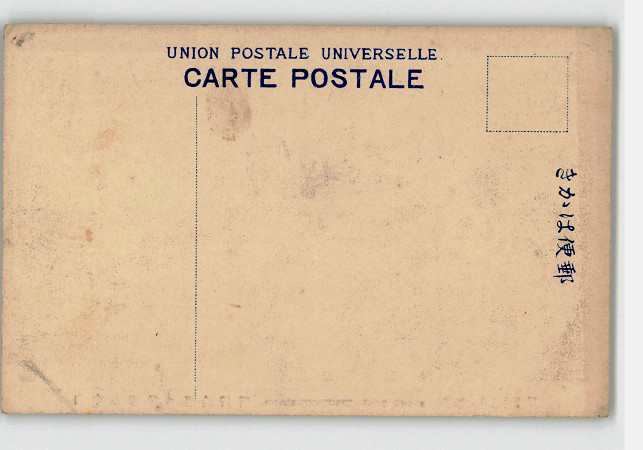 UNION POSTALE UNIVERSELLE.
CARTE POSTALE
きかは便郵